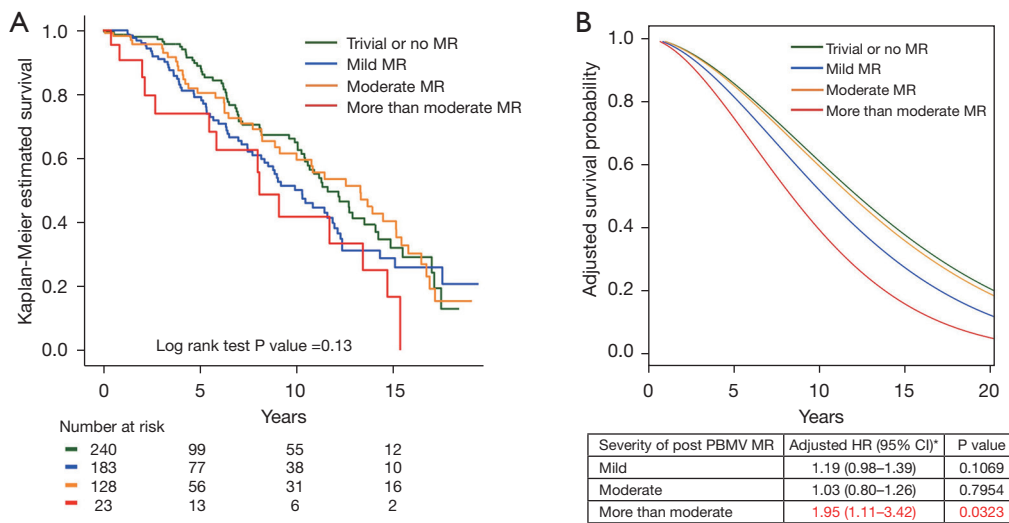 A
Kaplan-Meier estimated survival
1.0
0.8
0.6
0.4
0.2
0.0
Trivial or no MR
Mild MR
Moderate MR
More than moderate MR
Log rank test P value =0.13
0 5 10 15
Years
Number at risk
240 99 55 12
183 77 38 10
128 56 31 16
23 13 6 2
B
Adjusted survival probability
1.0
0.8
0.6
0.4
0.2
0.0
Trivial or no MR
Mild MR
Moderate MR
More than moderate MR
0 5 10 15 20
Years
Severity of post PBMV MR Adjusted HR (95% CI)* P value
Mild 1.19 (0.98–1.39) 0.1069
Moderate 1.03 (0.80–1.26) 0.7954
More than moderate 1.95 (1.11–3.42) 0.0323